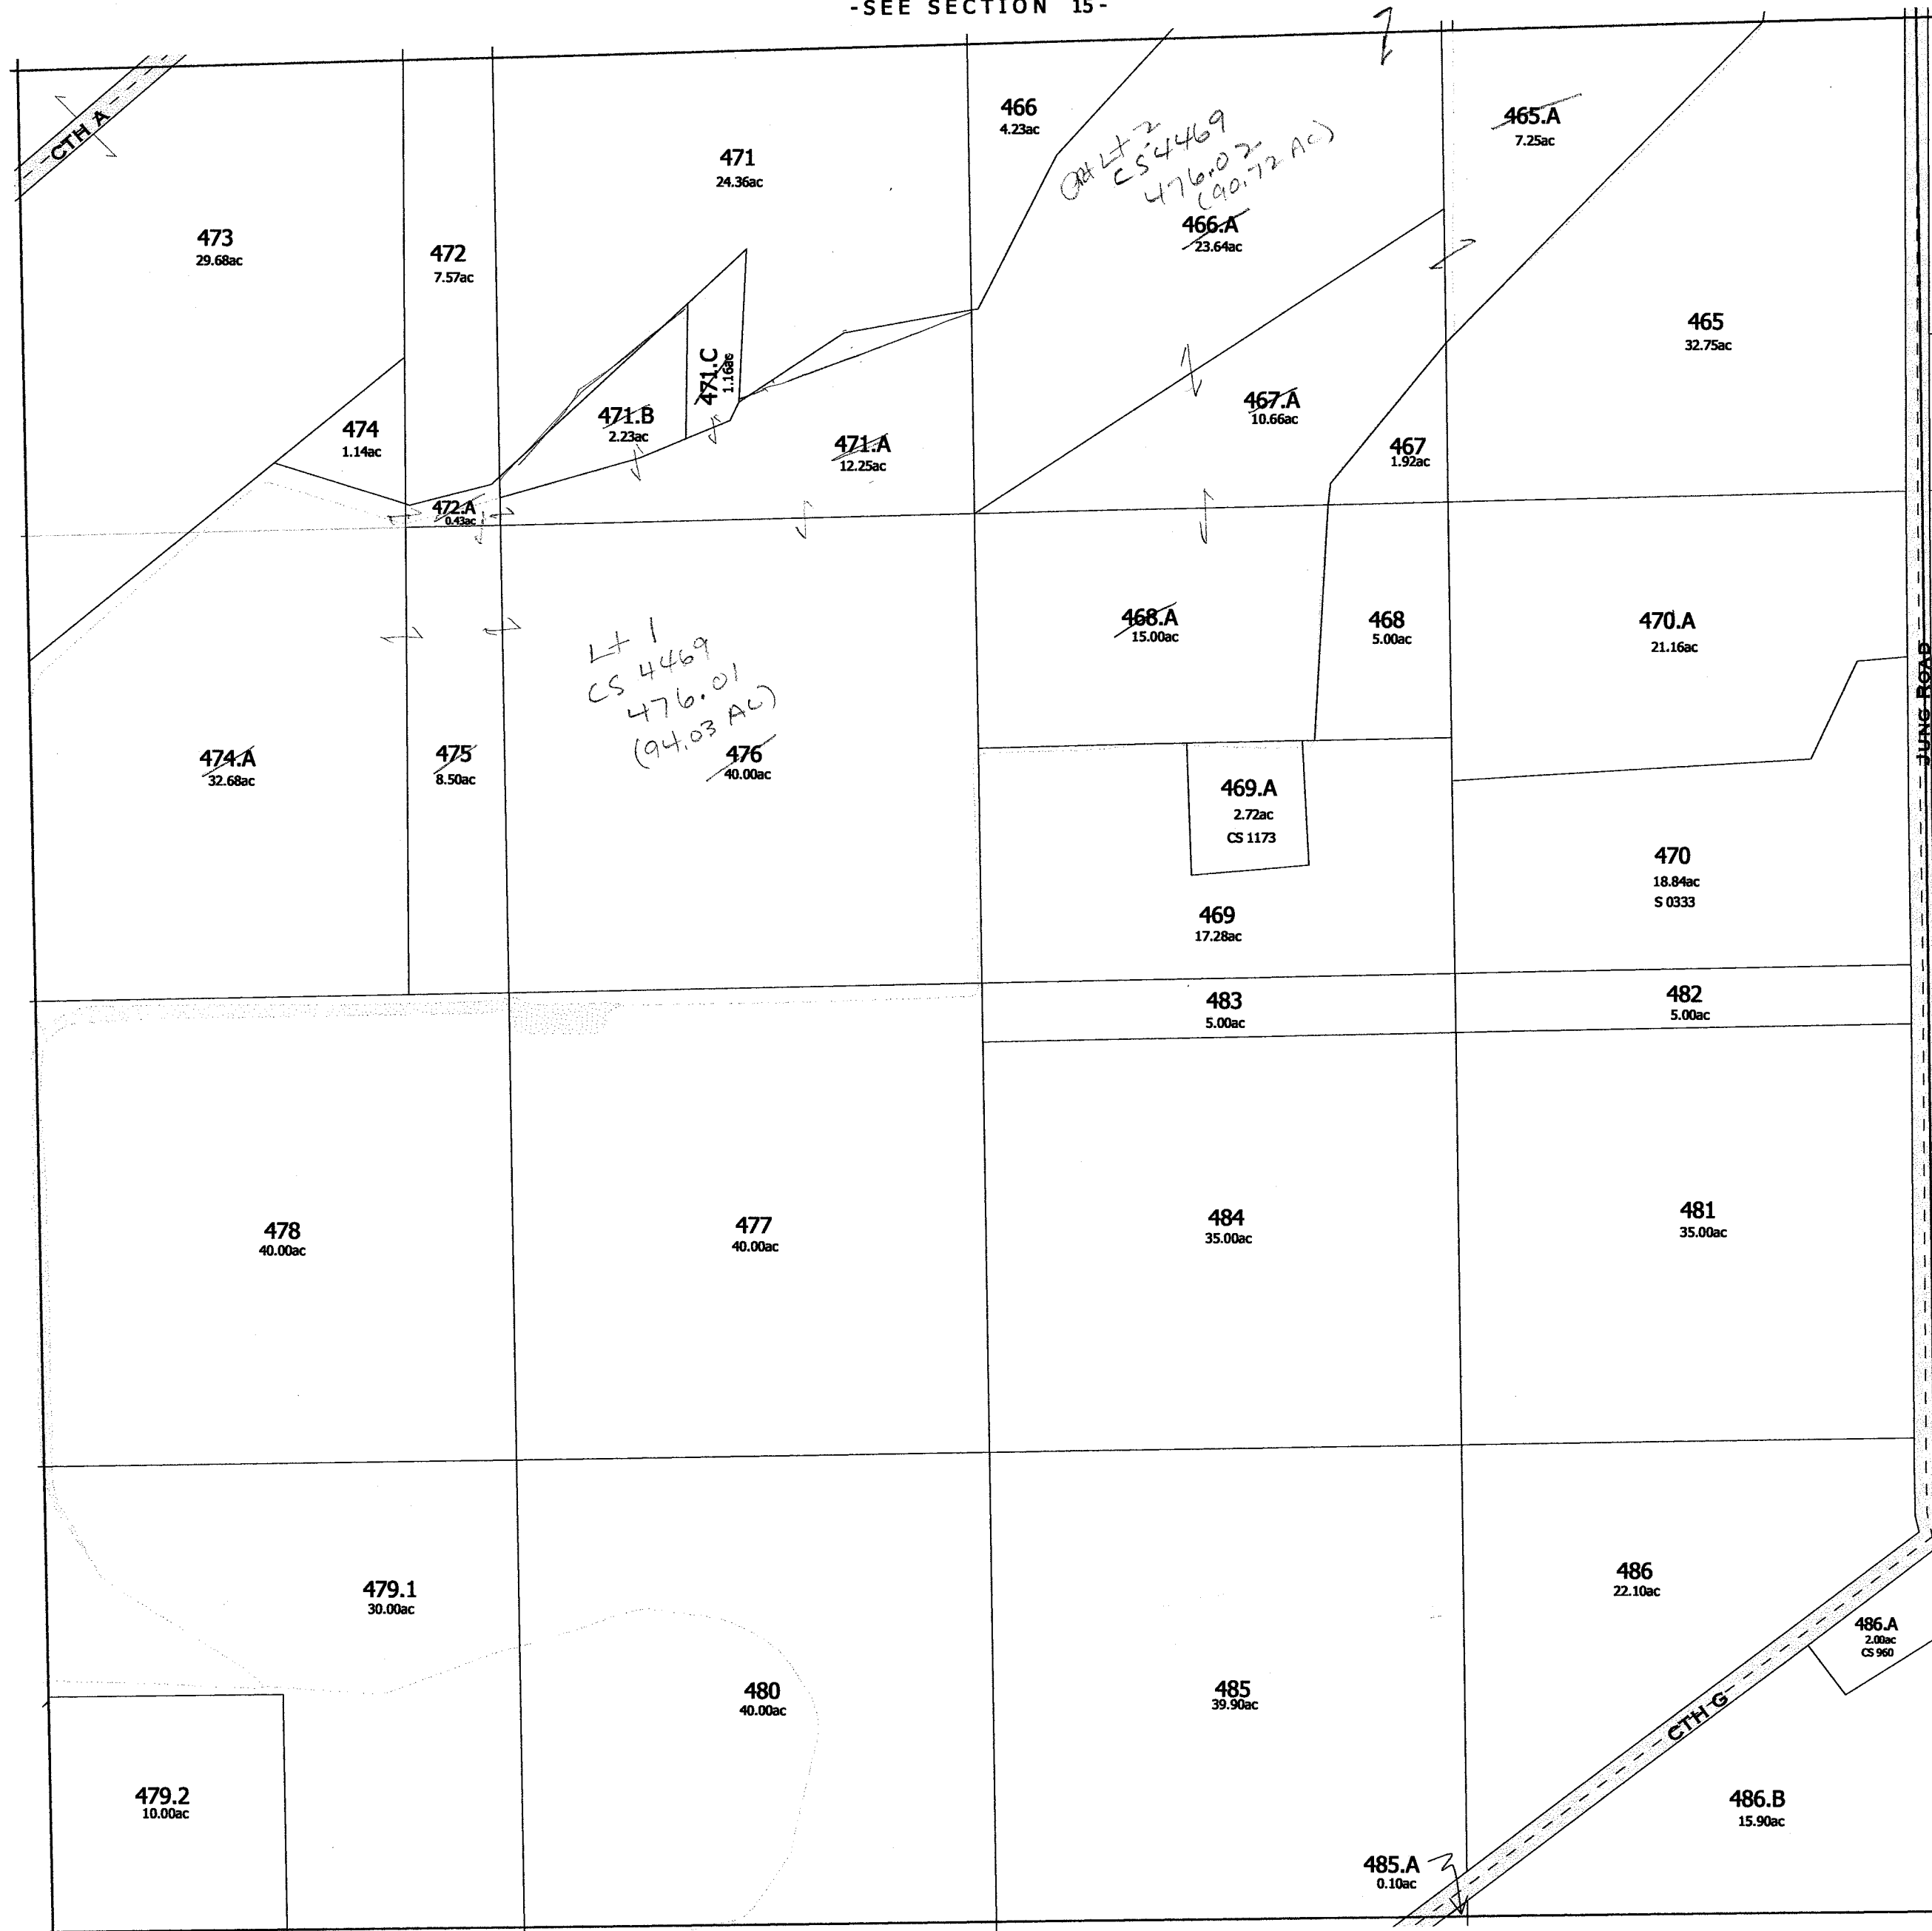 -SEE SECTION 15-
CTH A
473
29.68ac
472
7.57ac
471
24.36ac
466
4.23ac
Lt 2
CS 4469
476.02
(90.72 AC)
466.A
23.64ac
465.A
7.25ac
465
32.75ac
474
1.14ac
472.A
0.43ac
471.B
2.23ac
471.C
1.16ac
471.A
12.25ac
467.A
10.66ac
467
1.92ac
Lt 1
CS 4469
476.01
(94.03 AC)
474.A
32.68ac
475
8.50ac
476
40.00ac
468.A
15.00ac
468
5.00ac
470.A
21.16ac
JUNG ROAD
469.A
2.72ac
CS 1173
469
17.28ac
470
18.84ac
S 0333
483
5.00ac
482
5.00ac
478
40.00ac
477
40.00ac
484
35.00ac
481
35.00ac
479.1
30.00ac
480
40.00ac
485
39.90ac
486
22.10ac
486.A
2.00ac
CS 960
CTH G
479.2
10.00ac
485.A
0.10ac
486.B
15.90ac